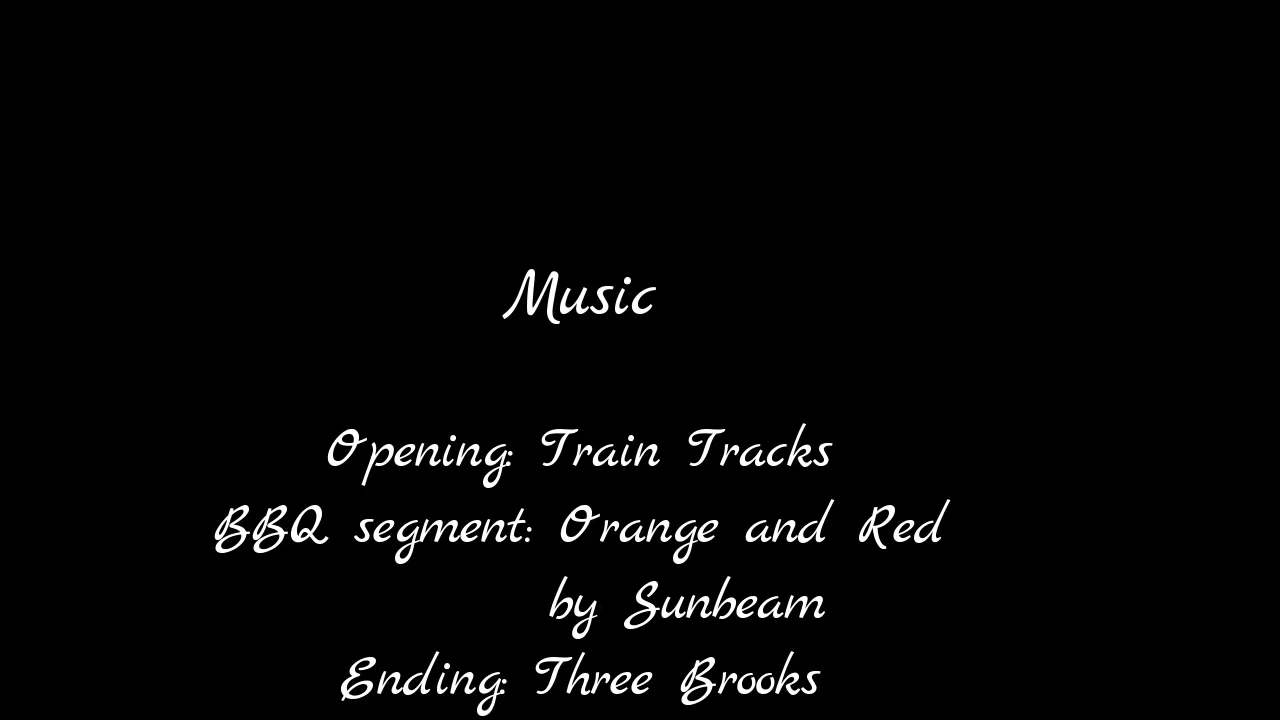 Music
Opening: Train Tracks
BBQ segment: Orange and Red
by Sunbeam
Ending: Three Brooks